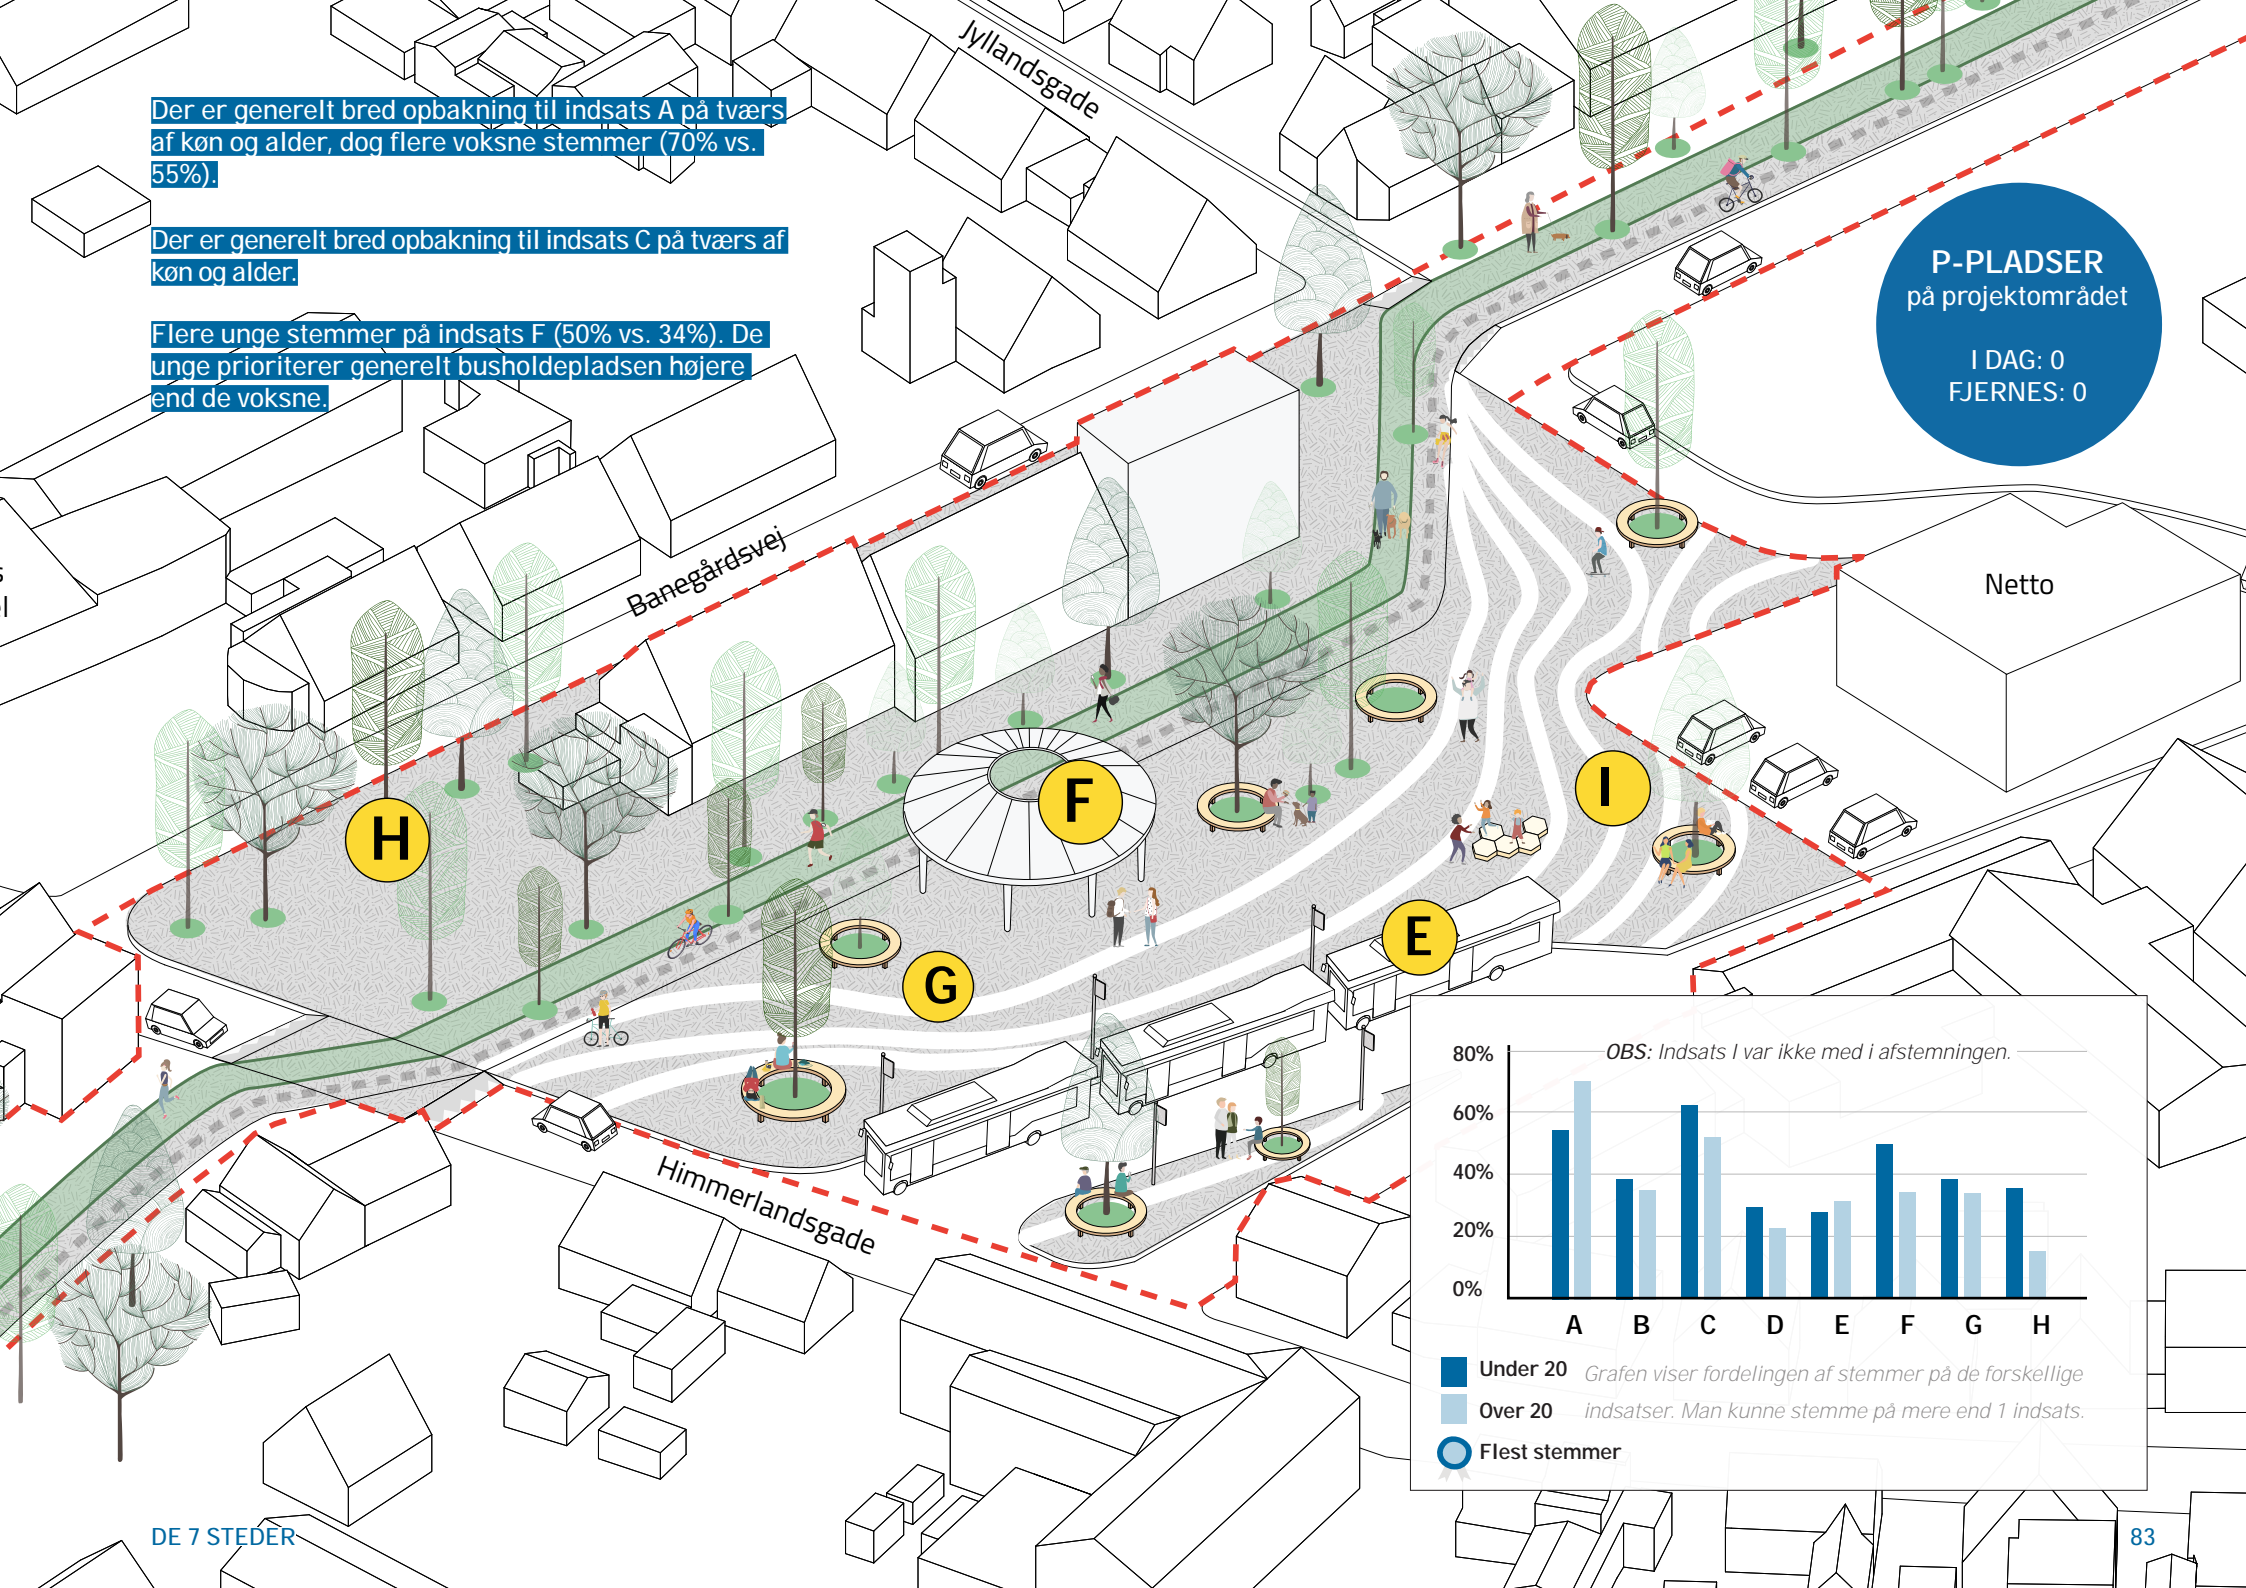 Jyllandsgade
Der er generelt bred opbakning til indsats A på tværs
af køn og alder, dog flere voksne stemmer (70% vs.
55%).
Der er generelt bred opbakning til indsats C på tværs af
køn og alder.
Flere unge stemmer på indsats F (50% vs. 34%). De
unge prioriterer generelt busholdepladsen højere
end de voksne.
P-PLADSER
på projektområdet
I DAG: 0
FJERNES: 0
Banegårdsvej
s
el
Netto
H
F
I
G
E
Himmerlandsgade
OBS: Indsats I var ikke med i afstemningen.
80%
60%
40%
20%
0%
A B C D E F G H
Under 20
Over 20
Grafen viser fordelingen af stemmer på de forskellige
indsatser. Man kunne stemme på mere end 1 indsats.
Flest stemmer
DE 7 STEDER
83